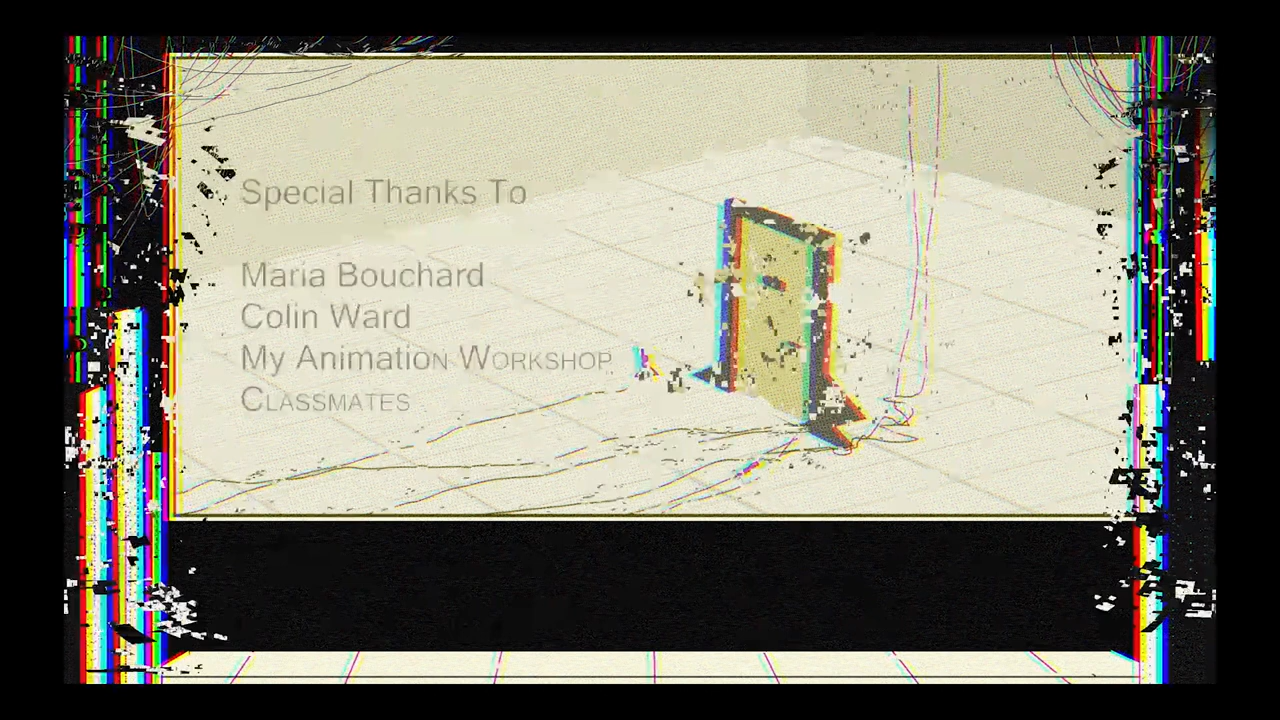 Special Thanks To
Maria Bouchard
Colin Ward
My Animation Workshop
Classmates